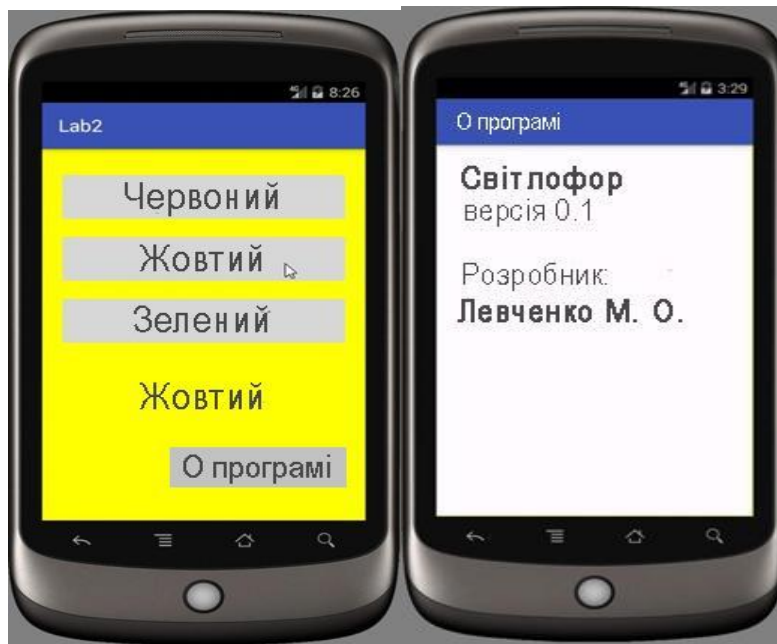 8:26
Lab2
Червоний
Жовтий
Зелений
Жовтий
О програмі
3:29
О програмі
Світлофор
версія 0.1
Розробник:
Левченко М. О.